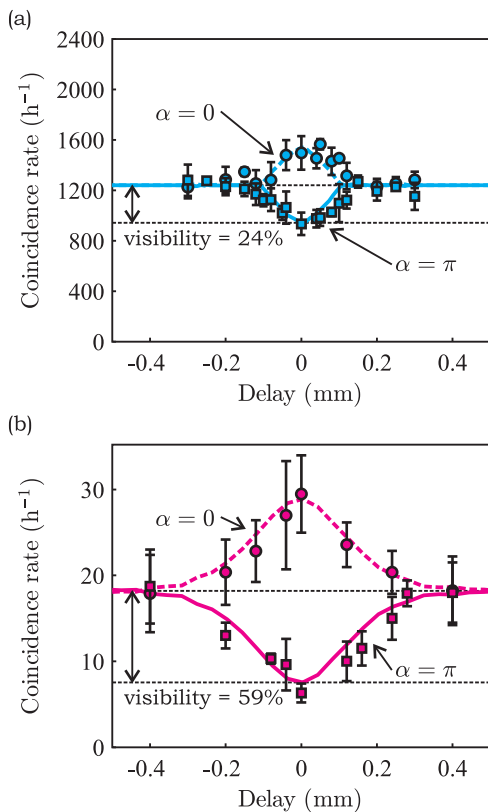 (a)
2400
2000
1600
1200
800
400
0
α = 0
visibility = 24%
α = π
-0.4
-0.2
0
0.2
0.4
Delay (mm)
Coincidence rate (h⁻¹)
(b)
30
20
10
0
α = 0
α = π
visibility = 59%
-0.4
-0.2
0
0.2
0.4
Delay (mm)
Coincidence rate (h⁻¹)